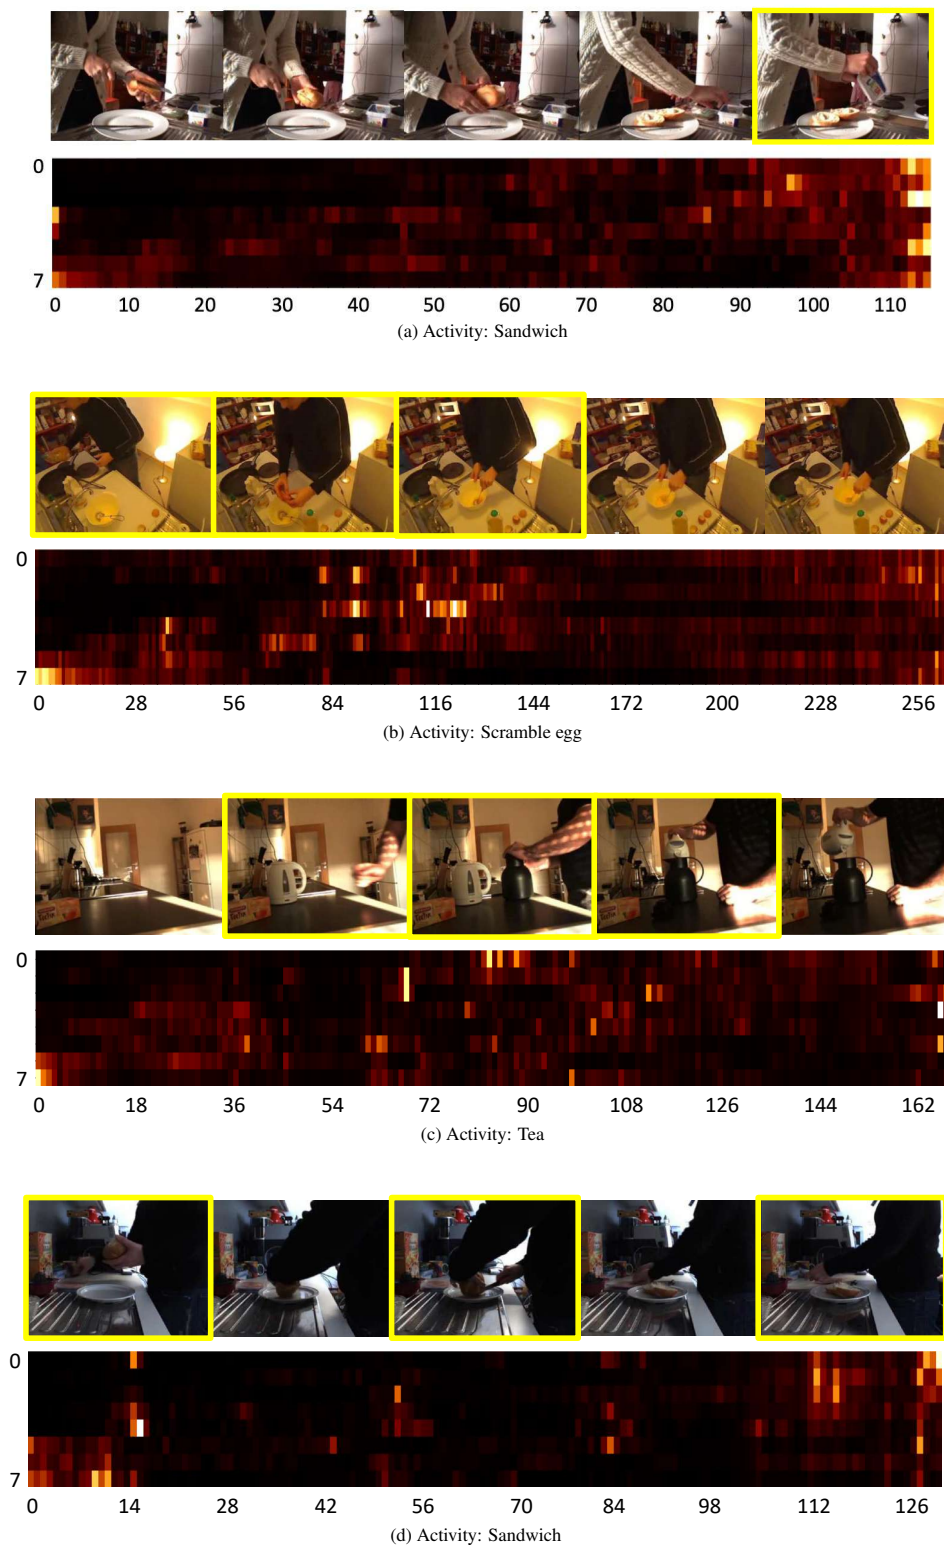 0
7
0 10 20 30 40 50 60 70 80 90 100 110
(a) Activity: Sandwich
0
7
0 28 56 84 116 144 172 200 228 256
(b) Activity: Scramble egg
0
7
0 18 36 54 72 90 108 126 144 162
(c) Activity: Tea
0
7
0 14 28 42 56 70 84 98 112 126
(d) Activity: Sandwich